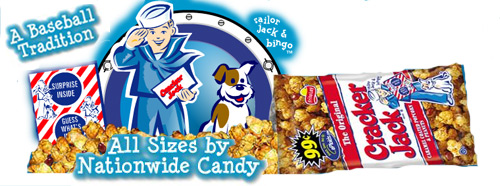 A Baseball
Tradition
sailor
jack &
bingo
TM
SURPRISE
INSIDE
GUESS
WHAT'S
Cracker
Jack
All Sizes by
Nationwide Candy
The Original
Cracker
Jack
99¢